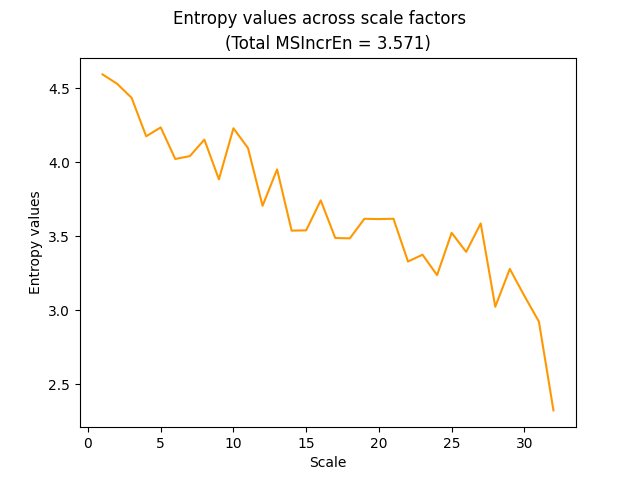 Entropy values across scale factors
(Total MSIncrEn = 3.571)
4.5
4.0
3.5
3.0
2.5
Entropy values
0 5 10 15 20 25 30
Scale